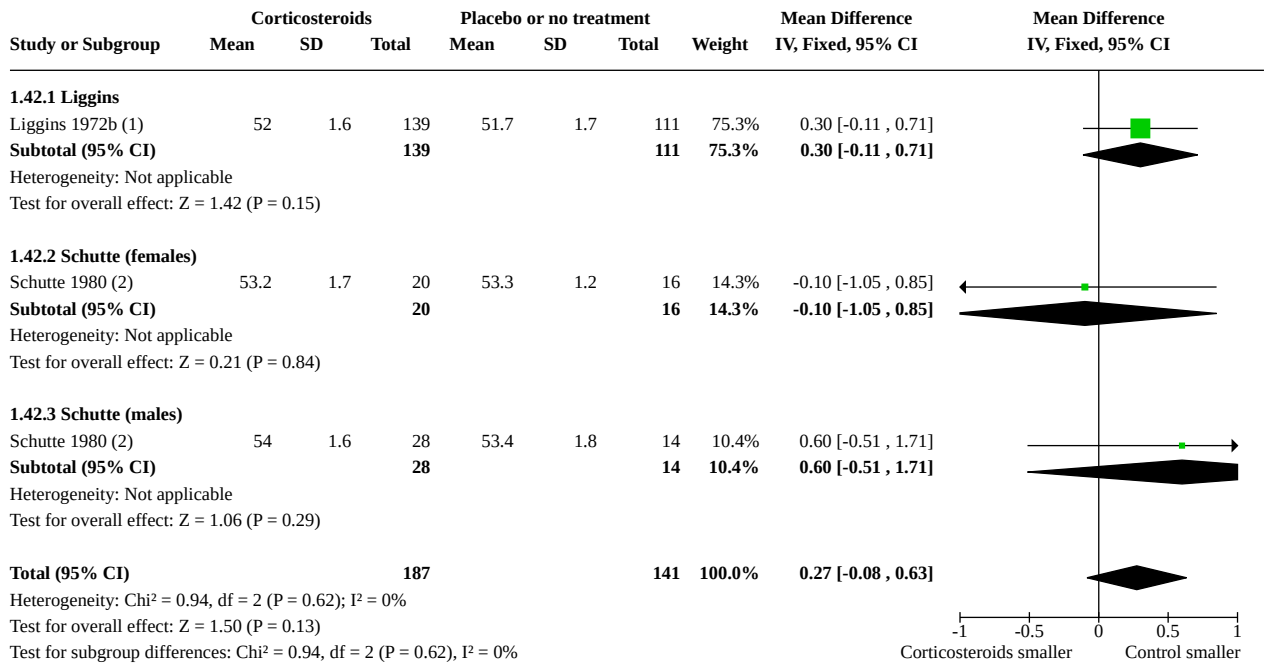 Corticosteroids Placebo or no treatment Mean Difference Mean Difference
Study or Subgroup Mean SD Total Mean SD Total Weight IV, Fixed, 95% CI IV, Fixed, 95% CI
1.42.1 Liggins
Liggins 1972b (1) 52 1.6 139 51.7 1.7 111 75.3% 0.30 [-0.11 , 0.71]
Subtotal (95% CI) 139 111 75.3% 0.30 [-0.11 , 0.71]
Heterogeneity: Not applicable
Test for overall effect: Z = 1.42 (P = 0.15)
1.42.2 Schutte (females)
Schutte 1980 (2) 53.2 1.7 20 53.3 1.2 16 14.3% -0.10 [-1.05 , 0.85]
Subtotal (95% CI) 20 16 14.3% -0.10 [-1.05 , 0.85]
Heterogeneity: Not applicable
Test for overall effect: Z = 0.21 (P = 0.84)
1.42.3 Schutte (males)
Schutte 1980 (2) 54 1.6 28 53.4 1.8 14 10.4% 0.60 [-0.51 , 1.71]
Subtotal (95% CI) 28 14 10.4% 0.60 [-0.51 , 1.71]
Heterogeneity: Not applicable
Test for overall effect: Z = 1.06 (P = 0.29)
Total (95% CI) 187 141 100.0% 0.27 [-0.08 , 0.63]
Heterogeneity: Chi² = 0.94, df = 2 (P = 0.62); I² = 0%
Test for overall effect: Z = 1.50 (P = 0.13)
-1 -0.5 0 0.5 1
Test for subgroup differences: Chi² = 0.94, df = 2 (P = 0.62), I² = 0%
Corticosteroids smaller Control smaller